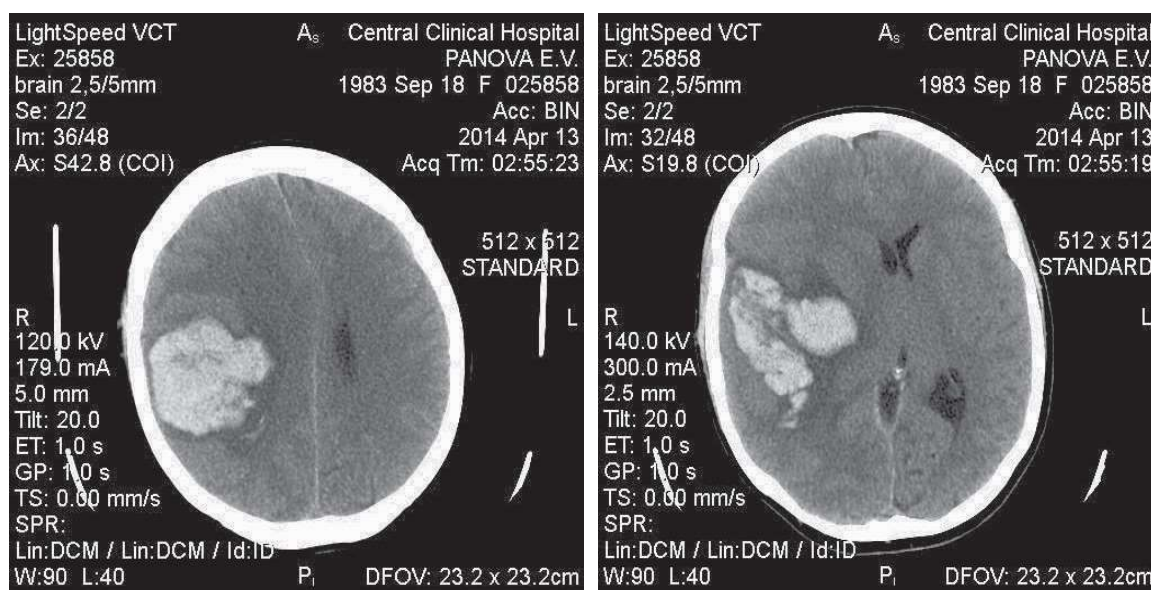 LightSpeed VCT
Ex: 25858
brain 2,5/5mm
Se: 2/2
Im: 36/48
Ax: S42.8 (COI)
As
Central Clinical Hospital
PANOVA E.V.
1983 Sep 18 F 025858
Acc: BIN
2014 Apr 13
Acq Tm: 02:55:23
512 x 512
STANDARD
R
L
120.0 kV
179.0 mA
5.0 mm
Tilt: 20.0
ET: 1.0 s
GP: 1.0 s
TS: 0.00 mm/s
SPR:
Lin:DCM / Lin:DCM / Id:ID
W:90 L:40
PI
DFOV: 23.2 x 23.2cm
LightSpeed VCT
Ex: 25858
brain 2,5/5mm
Se: 2/2
Im: 32/48
Ax: S19.8 (COI)
As
Central Clinical Hospital
PANOVA E.V.
1983 Sep 18 F 025858
Acc: BIN
2014 Apr 13
Acq Tm: 02:55:19
512 x 512
STANDARD
R
L
140.0 kV
300.0 mA
2.5 mm
Tilt: 20.0
ET: 1.0 s
GP: 1.0 s
TS: 0.00 mm/s
SPR:
Lin:DCM / Lin:DCM / Id:ID
W:90 L:40
PI
DFOV: 23.2 x 23.2cm